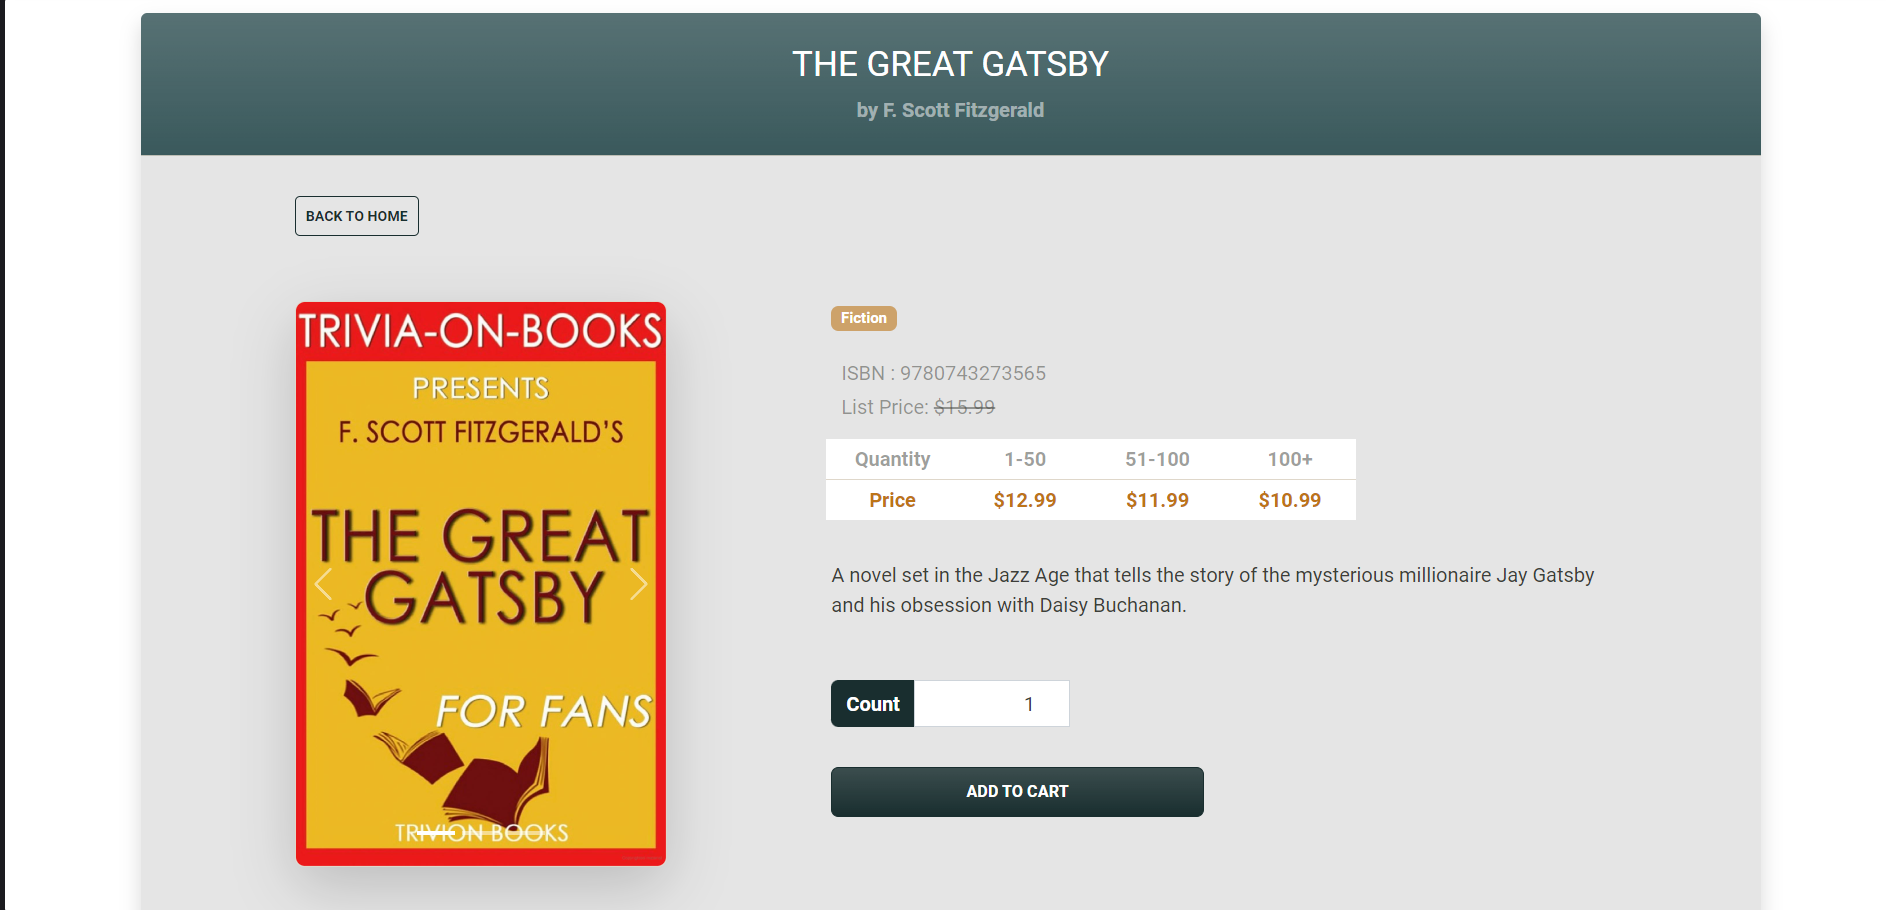 THE GREAT GATSBY
by F. Scott Fitzgerald
BACK TO HOME
TRIVIA-ON-BOOKS
PRESENTS
F. SCOTT FITZGERALD'S
THE GREAT
GATSBY
FOR FANS
TRIVION BOOKS
Fiction
ISBN : 9780743273565
List Price: $15.99
Quantity 1-50 51-100 100+
Price $12.99 $11.99 $10.99
A novel set in the Jazz Age that tells the story of the mysterious millionaire Jay Gatsby
and his obsession with Daisy Buchanan.
Count 1
ADD TO CART